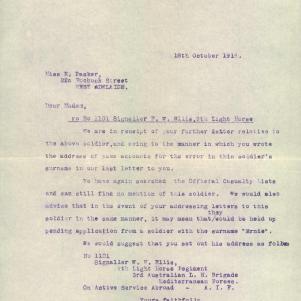 18th October 1915.
Miss E. Packer,
Rochoch Street
WEST ADELAIDE.
Dear Madam,
re No 1101 Signaller F. W. Ellis, 9th Light Horse
We are in receipt of your further letter relative to
the above soldier, and owing to the manner in which you wrote
the address of same accounts for the error in this soldier's
surname in our last letter to you.
We have again searched the Official Casualty Lists
and can still find no mention of this soldier. We would also
advise that in the event of your addressing letters to this
they
soldier in the same manner, it may mean that/would be held up
pending application from a soldier with the surname "Ernie".
We would suggest that you set out his address as follows
No 1101
Signaller W. Ellis,
9th Light Horse Regiment
3rd Australian L. H. Brigade
Mediterranean Forces.
On Active Service Abroad - A. I. F.
Yours faithfully